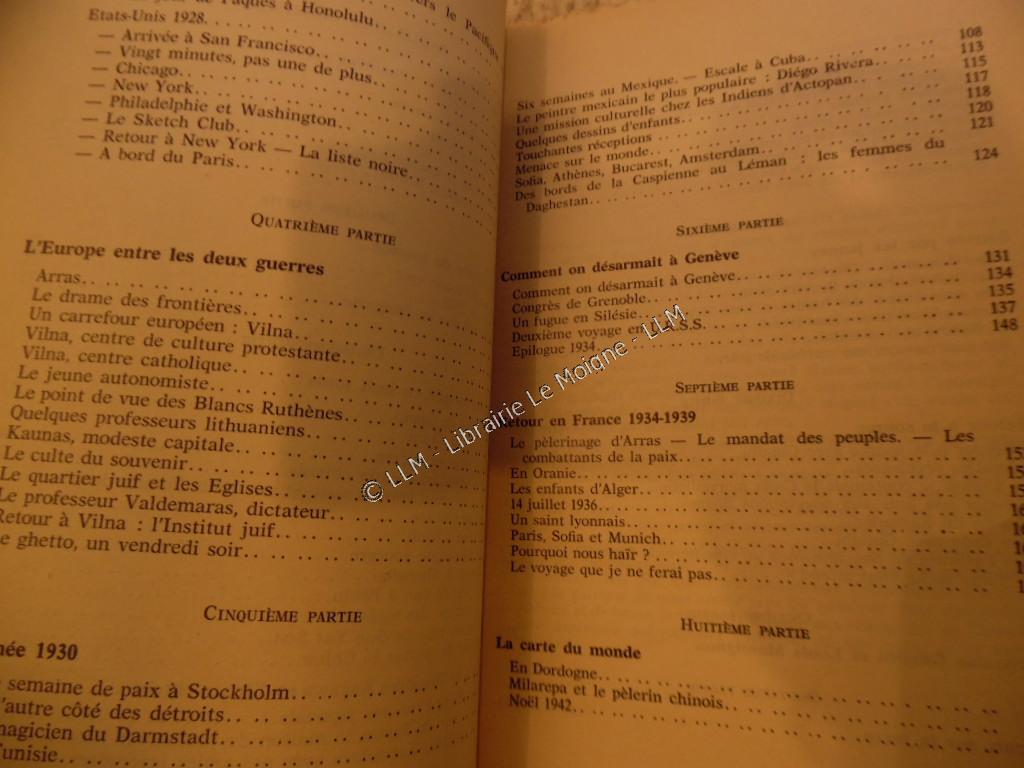 le Pacifique
de Pâques à Honolulu
Etats-Unis 1928.
— Arrivée à San Francisco
— Vingt minutes, pas une de plus
— Chicago
— New York
— Philadelphie et Washington
— Le Sketch Club
— Retour à New York — La liste noire
— A bord du Paris
QUATRIÈME PARTIE
L'Europe entre les deux guerres
Arras
Le drame des frontières
Un carrefour européen : Vilna
Vilna, centre de culture protestante
Vilna, centre catholique
Le jeune autonomiste
Le point de vue des Blancs Ruthènes
Quelques professeurs lithuaniens
Kaunas, modeste capitale
Le culte du souvenir
Le quartier juif et les Eglises
Le professeur Valdemaras, dictateur
Retour à Vilna : l'Institut juif
e ghetto, un vendredi soir
CINQUIÈME PARTIE
née 1930
semaine de paix à Stockholm
'autre côté des détroits
magicien du Darmstadt
Tunisie
Six semaines au Mexique. — Escale à Cuba 108
Le peintre mexicain le plus populaire : Diégo Rivera 113
Une mission culturelle chez les Indiens d'Actopan 115
Quelques dessins d'enfants 117
Touchantes réceptions 118
Menace sur le monde 120
Sofia, Athènes, Bucarest, Amsterdam 121
Des bords de la Caspienne au Léman : les femmes du
Daghestan 124
SIXIÈME PARTIE
Comment on désarmait à Genève
Comment on désarmait à Genève 131
Congrès de Grenoble 134
Un fugue en Silésie 135
Deuxième voyage en S.S. 137
Epilogue 1934 148
SEPTIÈME PARTIE
Retour en France 1934-1939
Le pèlerinage d'Arras — Le mandat des peuples. — Les
combattants de la paix 15
En Oranie 15
Les enfants d'Alger
14 juillet 1936
Un saint lyonnais
Paris, Sofia et Munich
Pourquoi nous haïr ?
Le voyage que je ne ferai pas
HUITIÈME PARTIE
La carte du monde
En Dordogne
Milarepa et le pèlerin chinois
Noël 1942
© LLM - Librairie Le Moigne - LLM